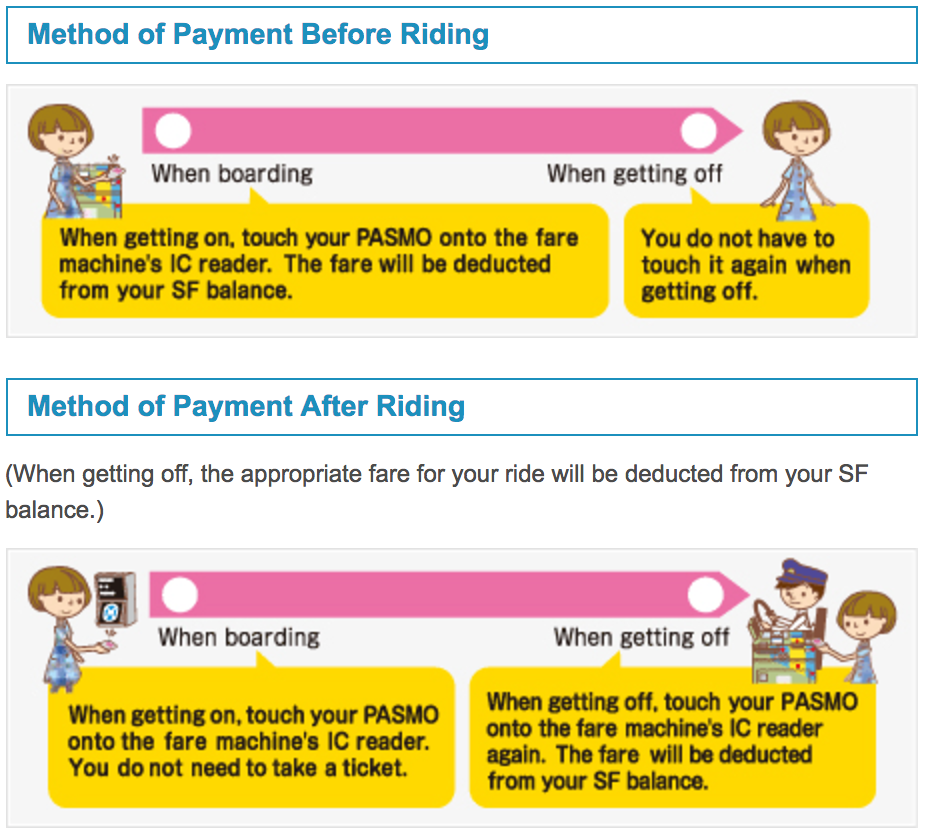 Method of Payment Before Riding
When boarding
When getting off
When getting on, touch your PASMO onto the fare
machine's IC reader. The fare will be deducted
from your SF balance.
You do not have to
touch it again when
getting off.
Method of Payment After Riding
(When getting off, the appropriate fare for your ride will be deducted from your SF
balance.)
When boarding
When getting off
When getting on, touch your PASMO
onto the fare machine's IC reader.
You do not need to take a ticket.
When getting off, touch your PASMO
onto the fare machine's IC reader
again. The fare will be deducted
from your SF balance.